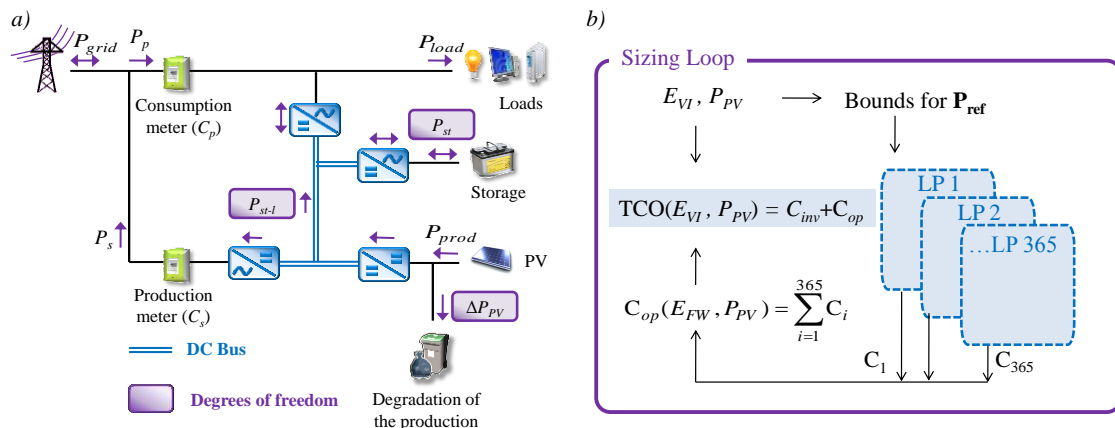 a)
P_grid
P_p
P_load
Consumption
meter (C_p)
Loads
P_st
Storage
P_st-l
P_s
P_prod
PV
Production
meter (C_s)
ΔP_PV
DC Bus
Degrees of freedom
Degradation of
the production
b)
Sizing Loop
E_VI , P_PV
Bounds for P_ref
LP 1
LP 2
…LP 365
TCO(E_VI , P_PV) = C_inv+C_op
C_op(E_FW , P_PV) = ∑_{i=1}^{365} C_i
C_1
C_365